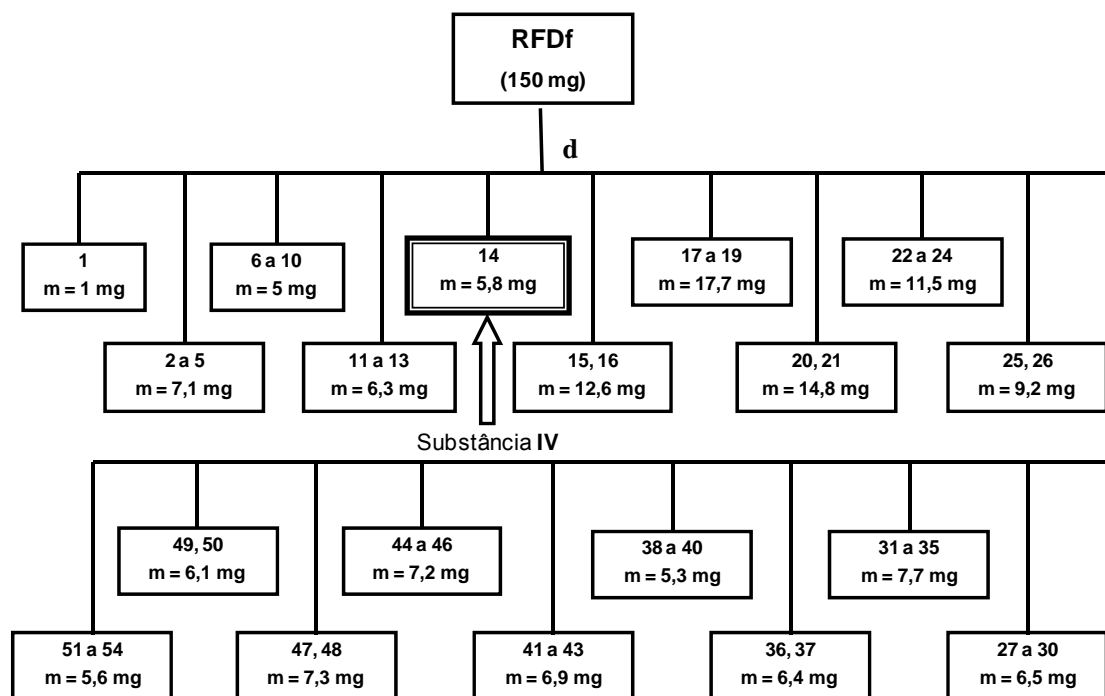 RFDf
(150 mg)
d
1
m = 1 mg
6 a 10
m = 5 mg
14
m = 5,8 mg
17 a 19
m = 17,7 mg
22 a 24
m = 11,5 mg
2 a 5
m = 7,1 mg
11 a 13
m = 6,3 mg
15, 16
m = 12,6 mg
20, 21
m = 14,8 mg
25, 26
m = 9,2 mg
Substância IV
49, 50
m = 6,1 mg
44 a 46
m = 7,2 mg
38 a 40
m = 5,3 mg
31 a 35
m = 7,7 mg
51 a 54
m = 5,6 mg
47, 48
m = 7,3 mg
41 a 43
m = 6,9 mg
36, 37
m = 6,4 mg
27 a 30
m = 6,5 mg